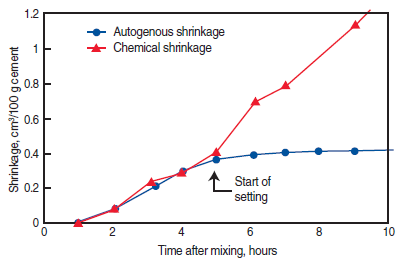 1.2
1
0.8
0.6
0.4
0.2
0
Shrinkage, cm³/100 g cement
Autogenous shrinkage
Chemical shrinkage
Start of
setting
0 2 4 6 8 10
Time after mixing, hours